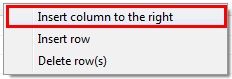 Insert column to the right
Insert row
Delete row(s)